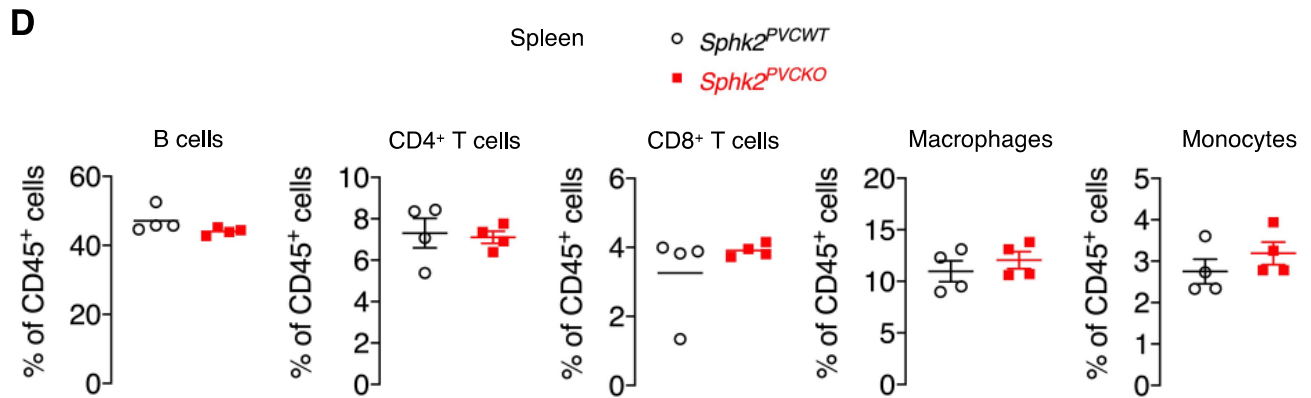 D
Spleen
Sphk2^PVCWT
Sphk2^PVCKO
B cells
% of CD45⁺ cells
60
40
20
0
CD4⁺ T cells
% of CD45⁺ cells
10
8
6
4
2
0
CD8⁺ T cells
% of CD45⁺ cells
6
4
2
0
Macrophages
% of CD45⁺ cells
20
15
10
5
0
Monocytes
% of CD45⁺ cells
5
4
3
2
1
0